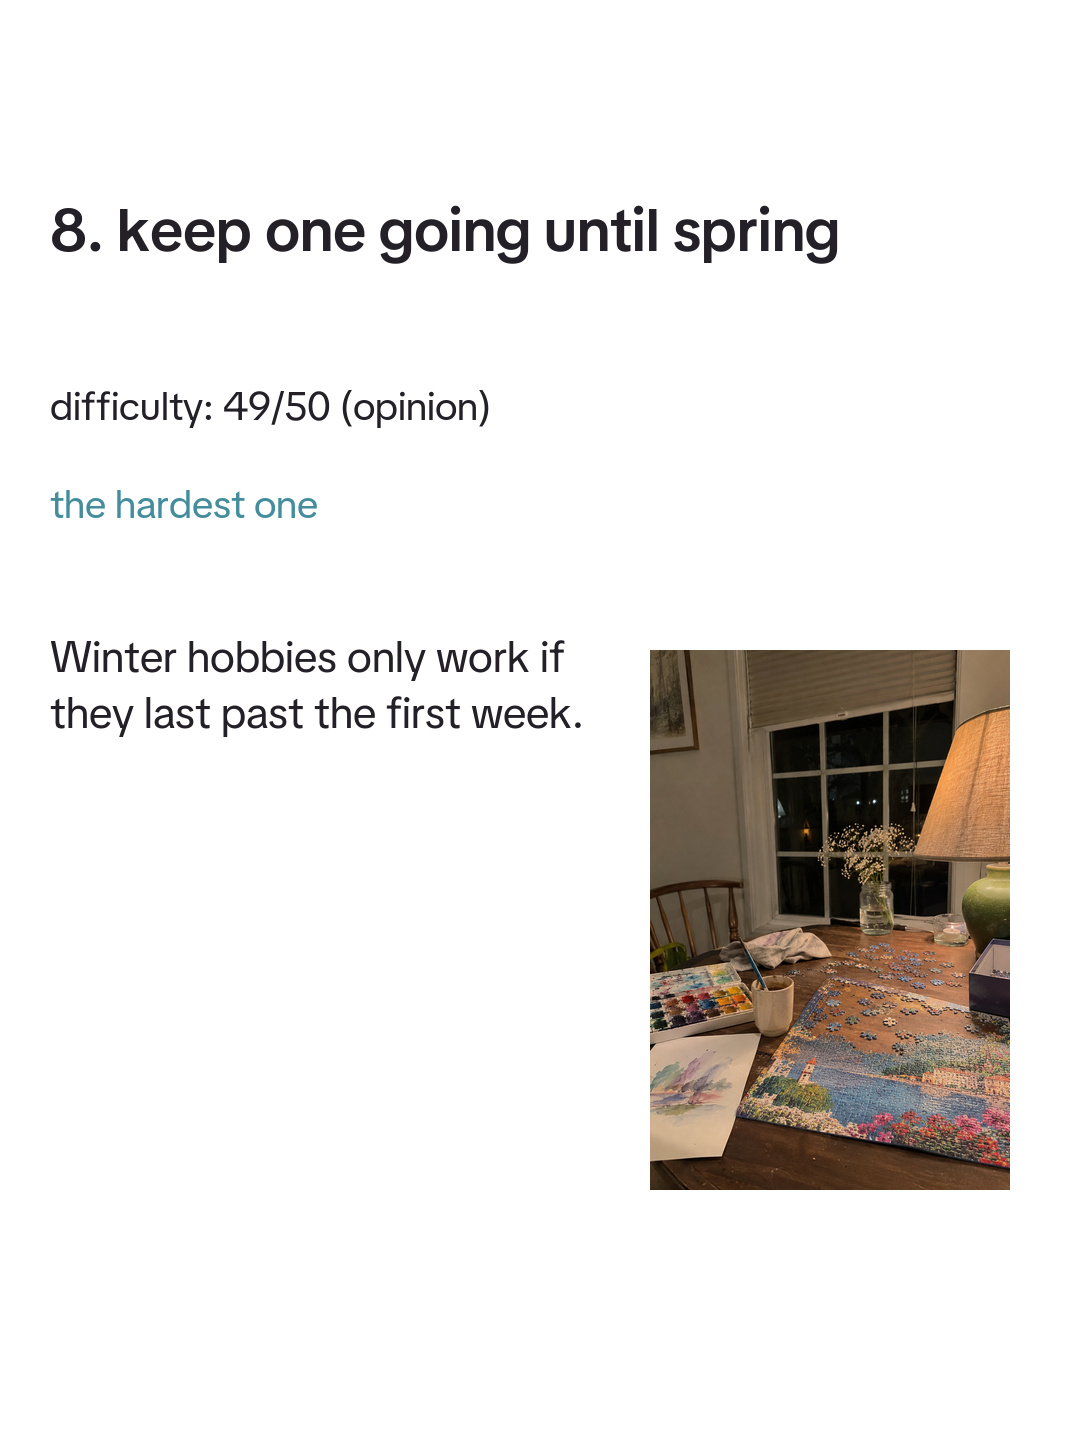 8. keep one going until spring
difficulty: 49/50 (opinion)
the hardest one
Winter hobbies only work if
they last past the first week.